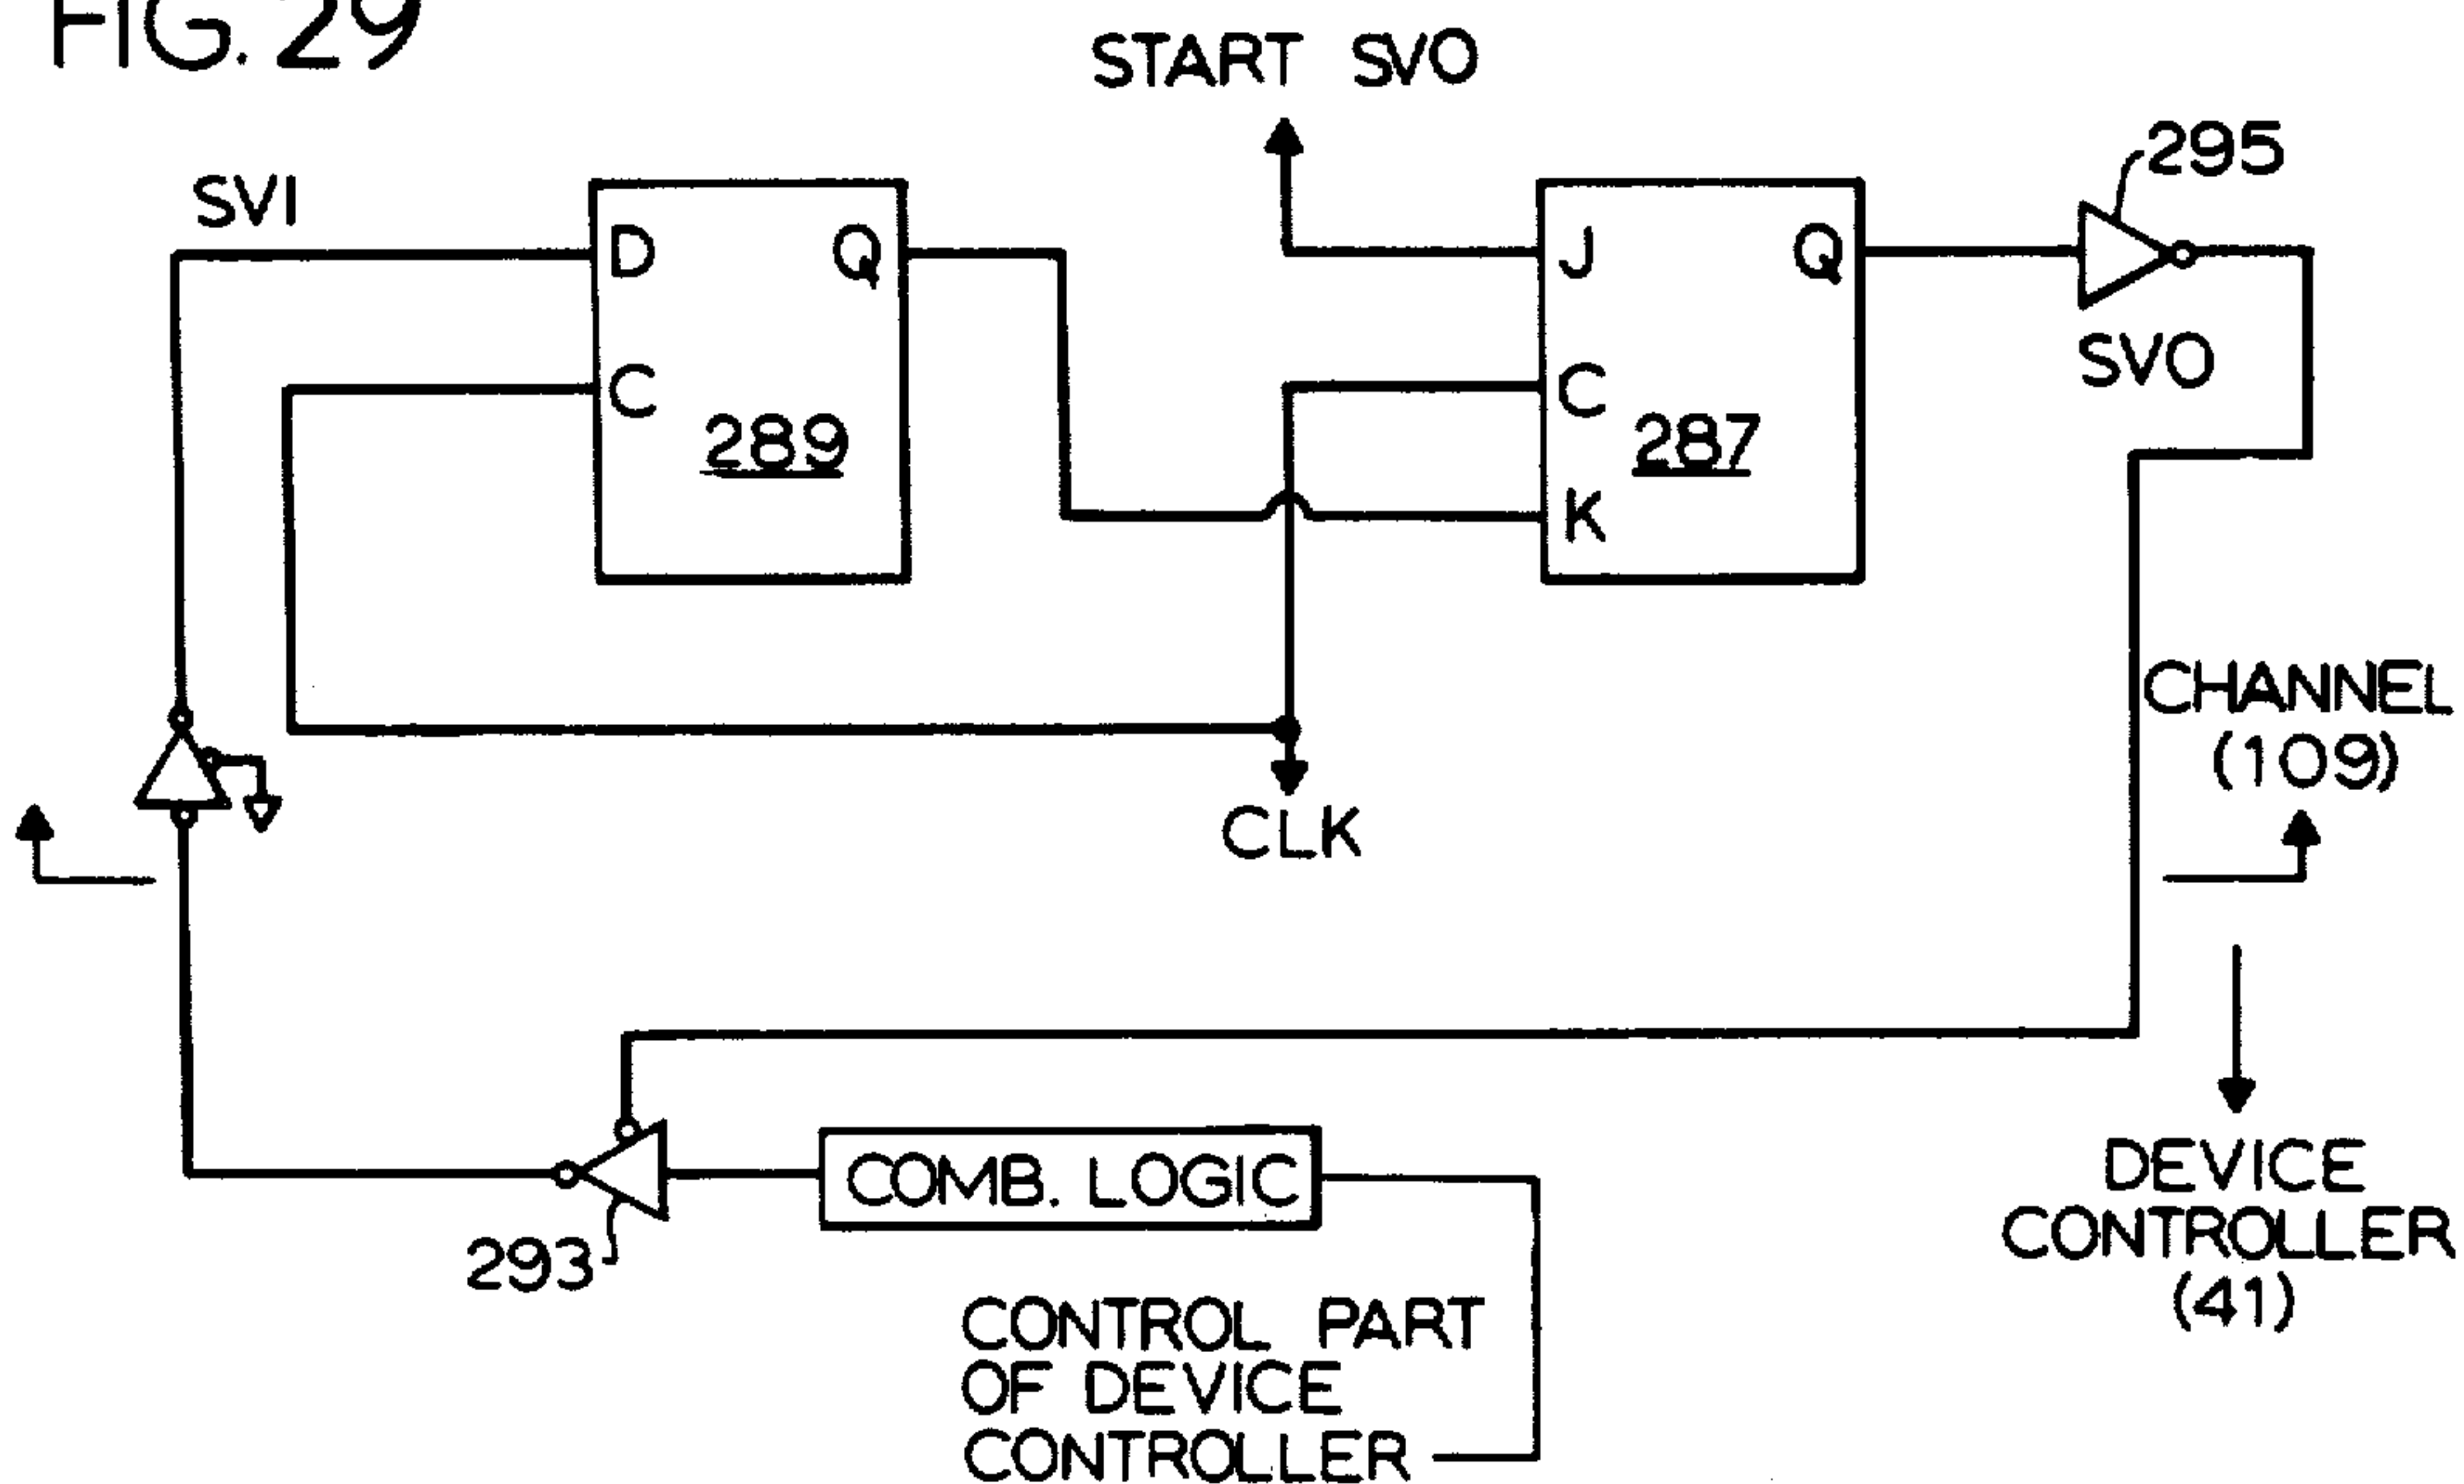 FIG. 29
START SVO
295
SVI
D
Q
J
Q
C
289
C
287
SVO
K
CHANNEL
(109)
CLK
COMB. LOGIC
293
DEVICE
CONTROLLER
(41)
CONTROL PART
OF DEVICE
CONTROLLER